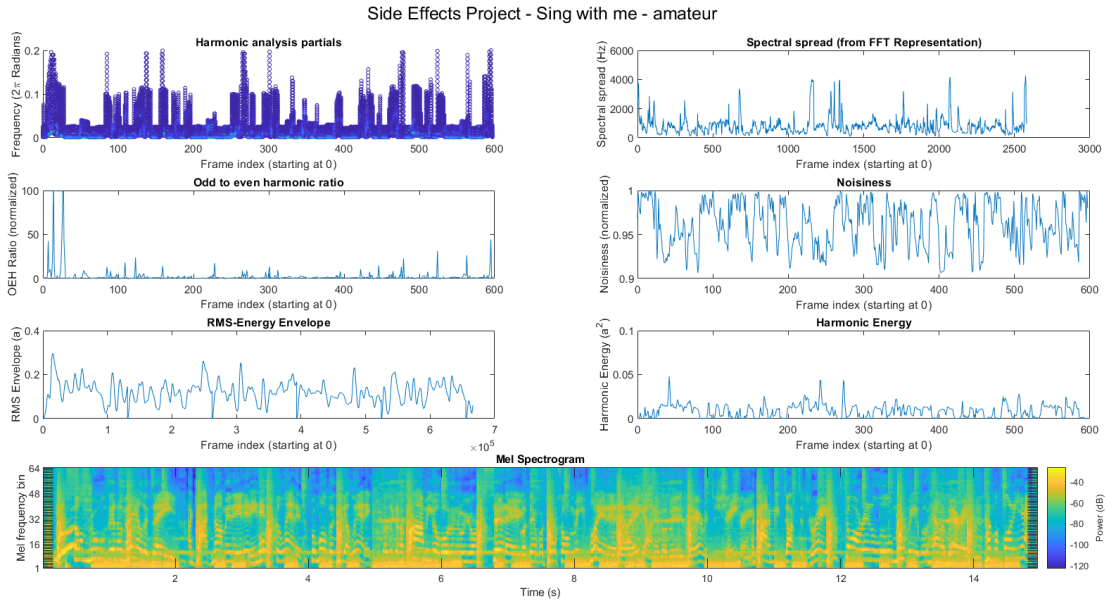 Side Effects Project - Sing with me - amateur
Harmonic analysis partials
Frequency (2π Radians)
0.2
0.1
0
0 100 200 300 400 500 600
Frame index (starting at 0)
Spectral spread (from FFT Representation)
Spectral spread (Hz)
6000
4000
2000
0
0 500 1000 1500 2000 2500 3000
Frame index (starting at 0)
Odd to even harmonic ratio
OEH Ratio (normalized)
100
50
0
0 100 200 300 400 500 600
Frame index (starting at 0)
Noisiness
Noisiness (normalized)
1
0.95
0.9
0 100 200 300 400 500 600
Frame index (starting at 0)
RMS-Energy Envelope
RMS Envelope (a)
0.4
0.2
0
0 1 2 3 4 5 6 7
Frame index (starting at 0)
×10⁵
Harmonic Energy
Harmonic Energy (a²)
0.1
0.05
0
0 100 200 300 400 500 600
Frame index (starting at 0)
Mel Spectrogram
Mel frequency bin
64
48
32
16
1
2 4 6 8 10 12 14
Time (s)
-40
-60
-80
-100
-120
Power (dB)